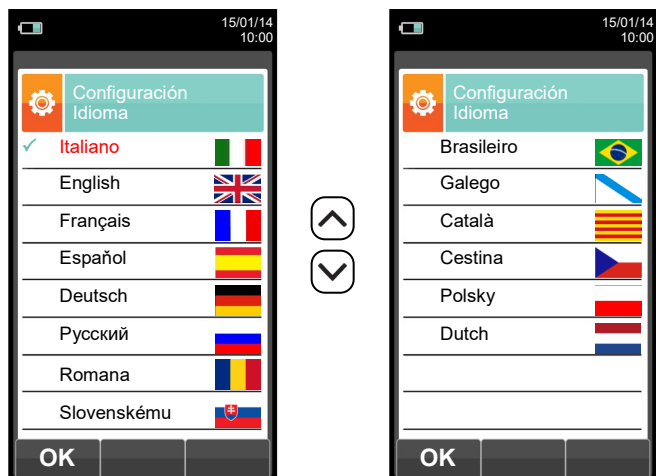 15/01/14
10:00
Configuración
Idioma
Italiano
English
Français
Espaňol
Deutsch
Русский
Romana
Slovenskému
OK
15/01/14
10:00
Configuración
Idioma
Brasileiro
Galego
Català
Cestina
Polsky
Dutch
OK